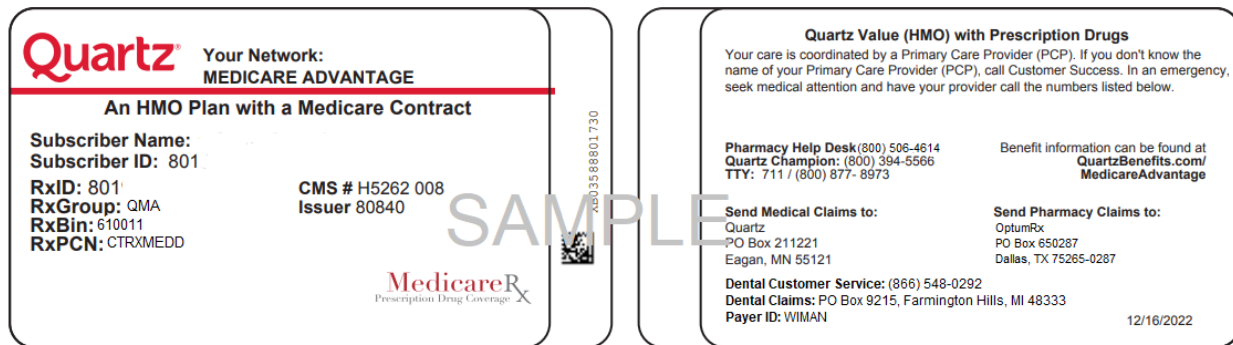 Quartz®
Your Network:
MEDICARE ADVANTAGE
An HMO Plan with a Medicare Contract
Subscriber Name:
Subscriber ID: 801
RxID: 801
RxGroup: QMA
RxBin: 610011
RxPCN: CTRXMEDD
CMS # H5262 008
Issuer 80840
MedicareRx
Prescription Drug Coverage
XB03588801730
SAMPLE
Quartz Value (HMO) with Prescription Drugs
Your care is coordinated by a Primary Care Provider (PCP). If you don't know the
name of your Primary Care Provider (PCP), call Customer Success. In an emergency,
seek medical attention and have your provider call the numbers listed below.
Pharmacy Help Desk(800) 506-4614
Quartz Champion: (800) 394-5566
TTY: 711 / (800) 877- 8973
Benefit information can be found at
QuartzBenefits.com/
MedicareAdvantage
Send Medical Claims to:
Quartz
PO Box 211221
Eagan, MN 55121
Send Pharmacy Claims to:
OptumRx
PO Box 650287
Dallas, TX 75265-0287
Dental Customer Service: (866) 548-0292
Dental Claims: PO Box 9215, Farmington Hills, MI 48333
Payer ID: WIMAN
12/16/2022